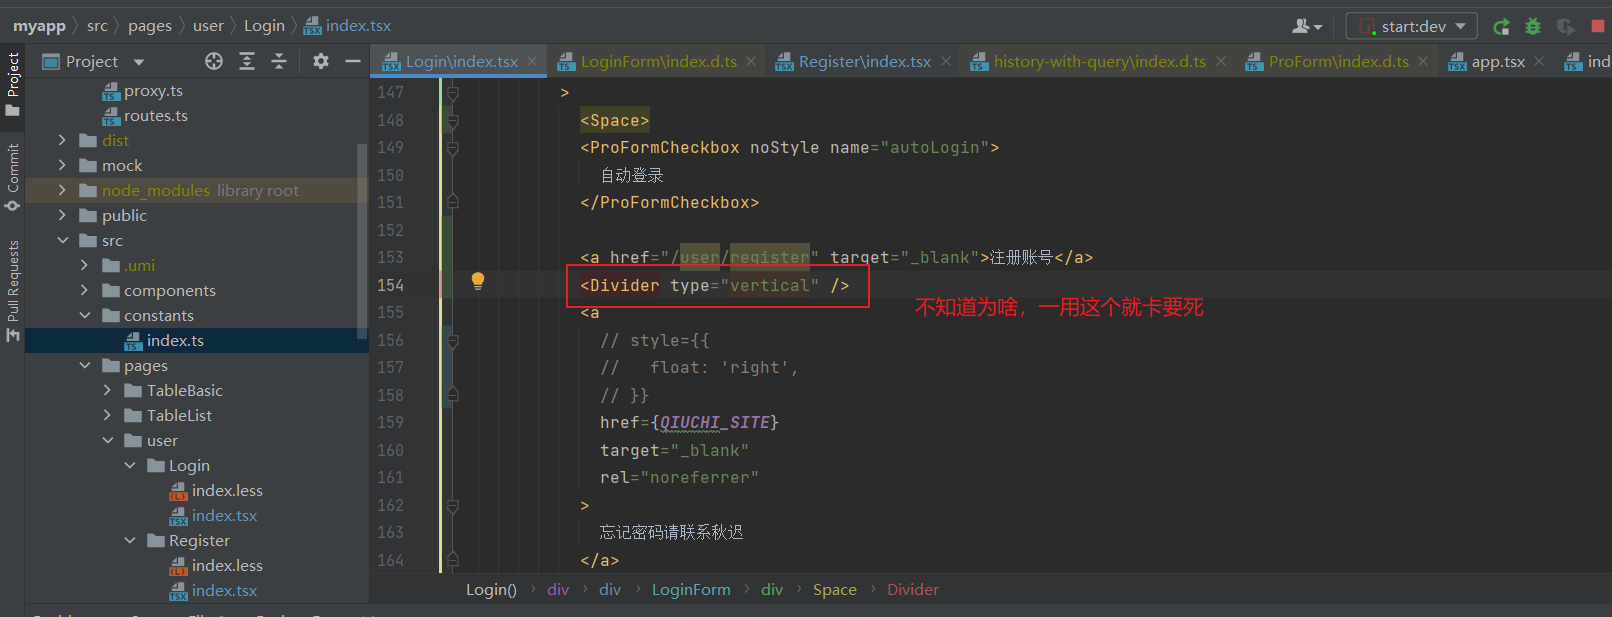 myapp src pages user Login index.tsx start:dev
Project Login\index.tsx LoginForm\index.d.ts Register\index.tsx history-with-query\index.d.ts ProForm\index.d.ts app.tsx ind
Project
Commit
Pull Requests
proxy.ts
routes.ts
dist
mock
node_modules library root
public
src
.umi
components
constants
index.ts
pages
TableBasic
TableList
user
Login
index.less
index.tsx
Register
index.less
index.tsx
147 >
148 <Space>
149 <ProFormCheckbox noStyle name="autoLogin">
150 自动登录
151 </ProFormCheckbox>
152
153 <a href="/user/register" target="_blank">注册账号</a>
154 <Divider type="vertical" />
不知道为啥，一用这个就卡要死
155 <a
156 // style={{
157 //   float: 'right',
158 // }}
159 href={QIUCHI_SITE}
160 target="_blank"
161 rel="noreferrer"
162 >
163 忘记密码请联系秋迟
164 </a>
Login() div div LoginForm div Space Divider